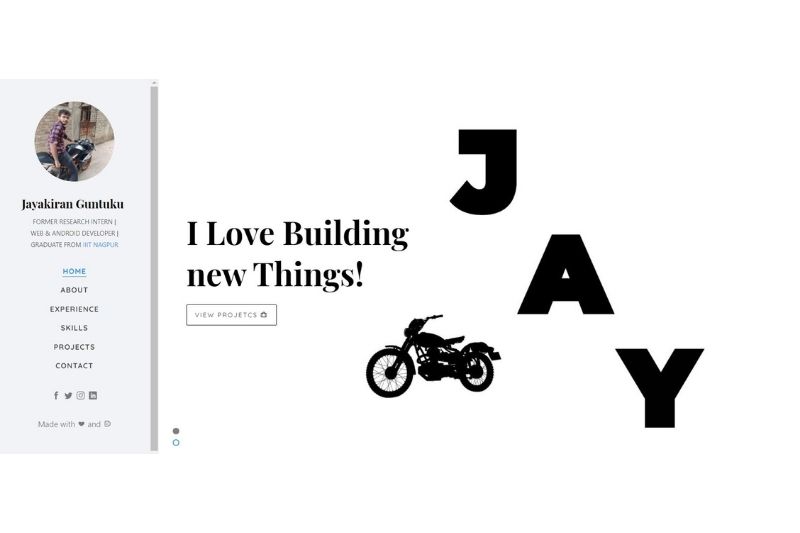 Jayakiran Guntuku
FORMER RESEARCH INTERN |
WEB & ANDROID DEVELOPER |
GRADUATE FROM IIIT NAGPUR
HOME
ABOUT
EXPERIENCE
SKILLS
PROJECTS
CONTACT
Made with ❤ and
I Love Building
new Things!
VIEW PROJETCS
J
A
Y